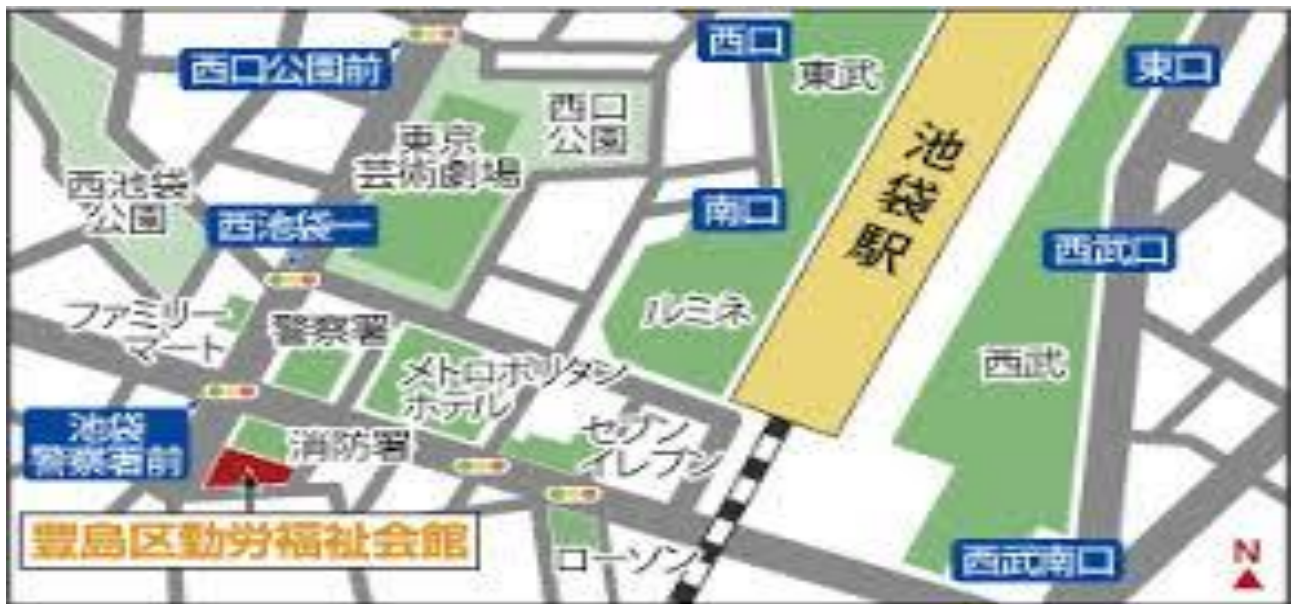 西口
東口
西口公園前
東武
西口
公園
東京
芸術劇場
池袋駅
西池袋
公園
南口
西池袋一
西武口
ルミネ
ファミリー
マート
警察署
西武
メトロポリタン
ホテル
池袋
警察署前
消防署
セブン
イレブン
豊島区勤労福祉会館
ローソン
西武南口
N